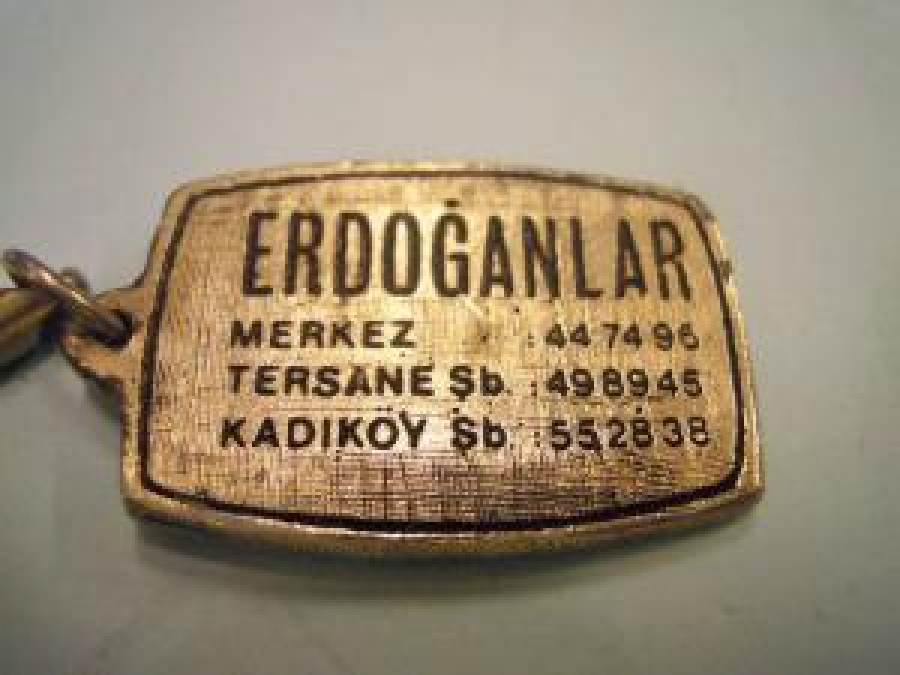 ERDOĞANLAR
MERKEZ : 44 74 96
TERSANE Şb. : 49 89 45
KADIKÖY Şb. : 55 28 38